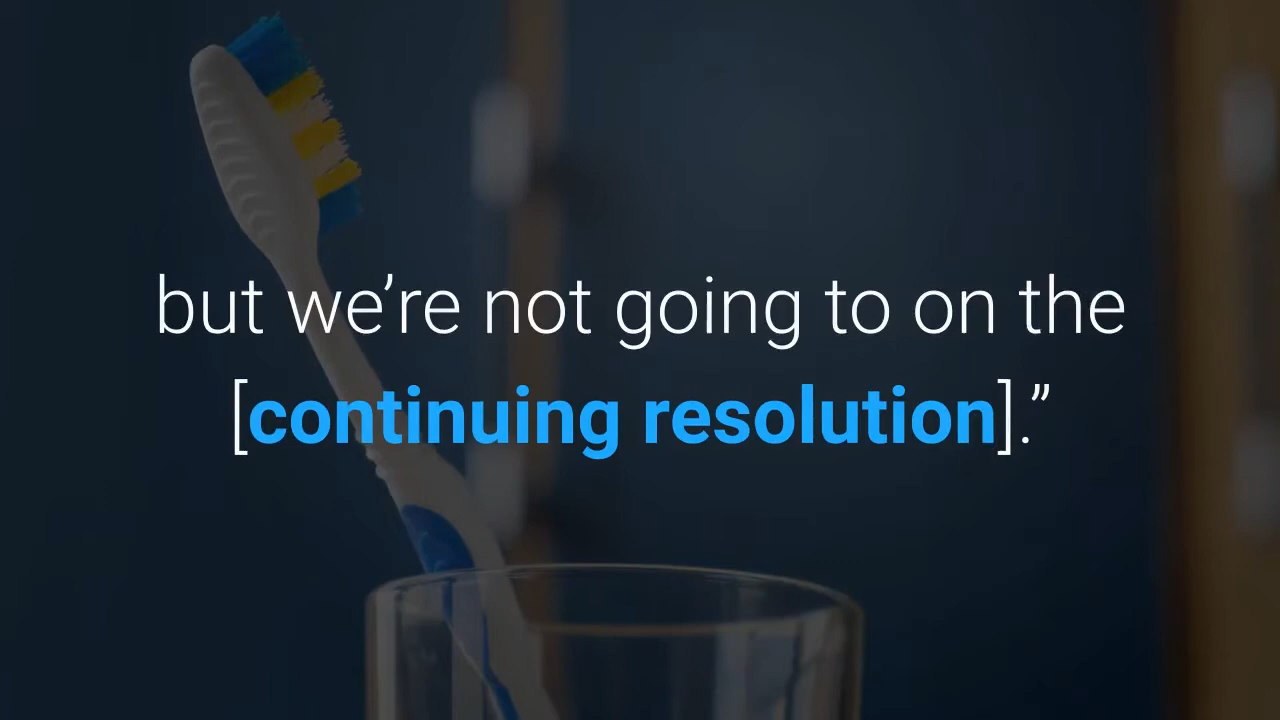 but we’re not going to on the
[continuing resolution].”